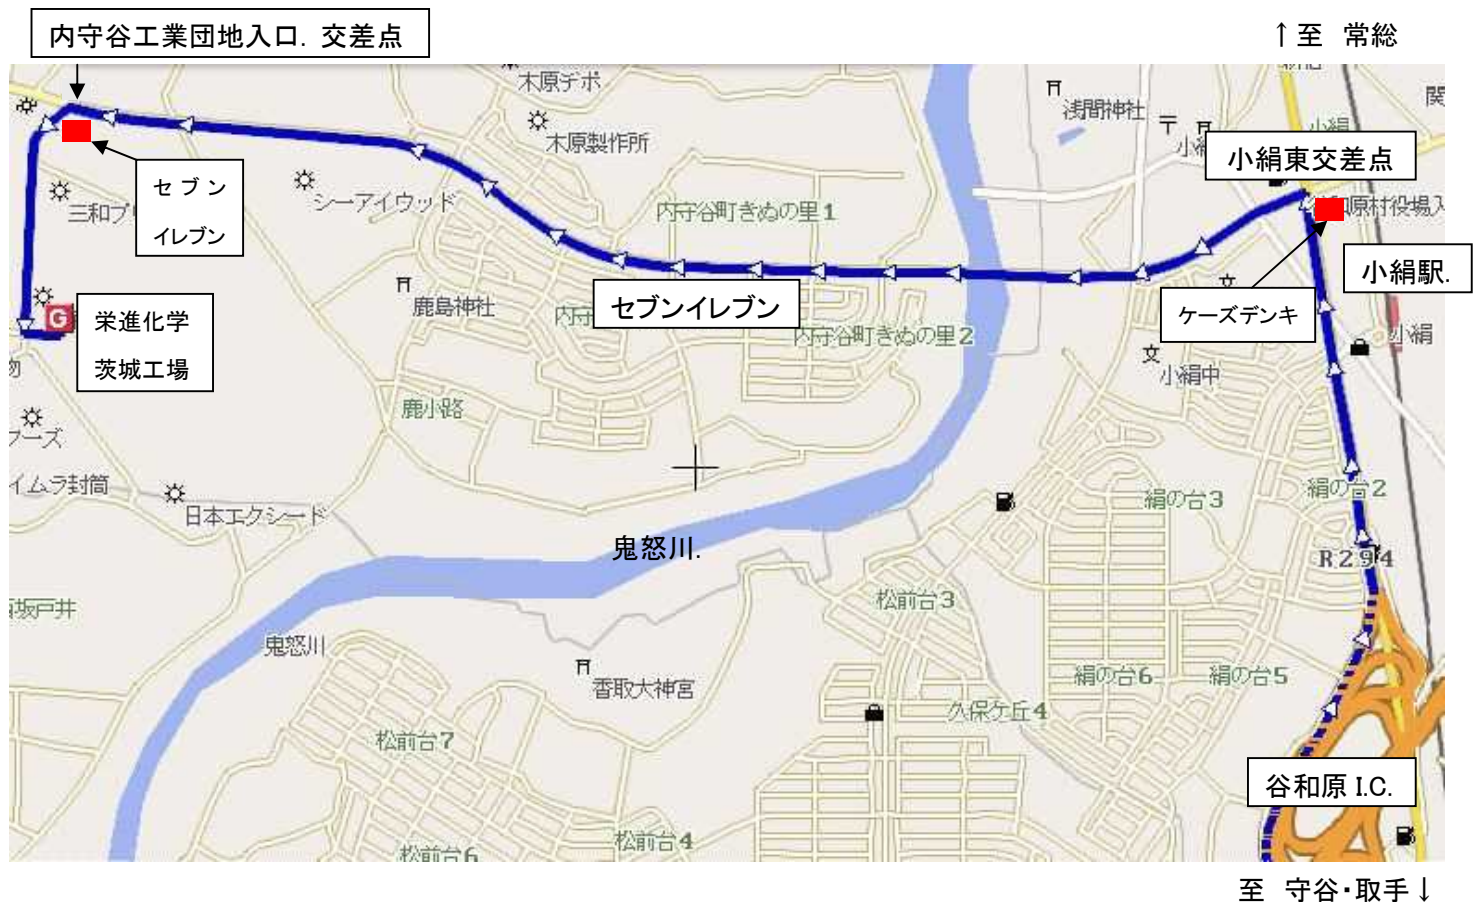 内守谷工業団地入口. 交差点
↑至 常総
木原デポ
浅間神社
関
木原製作所
小絹
小絹東交差点
セブン
イレブン
シーアイウッド
内守谷町きぬの里1
和原村役場入
三和プ
小絹駅.
鹿島神社
セブンイレブン
ケーズデンキ
栄進化学
茨城工場
内守谷町きぬの里2
小絹
小絹中
鹿小路
フーズ
イムラ封筒
日本エクシード
絹の台3
絹の台2
鬼怒川.
R294
坂戸井
松前台3
鬼怒川
香取大神宮
絹の台6
絹の台5
久保ケ丘4
松前台7
谷和原 I.C.
松前台4
松前台6
至 守谷・取手↓
G